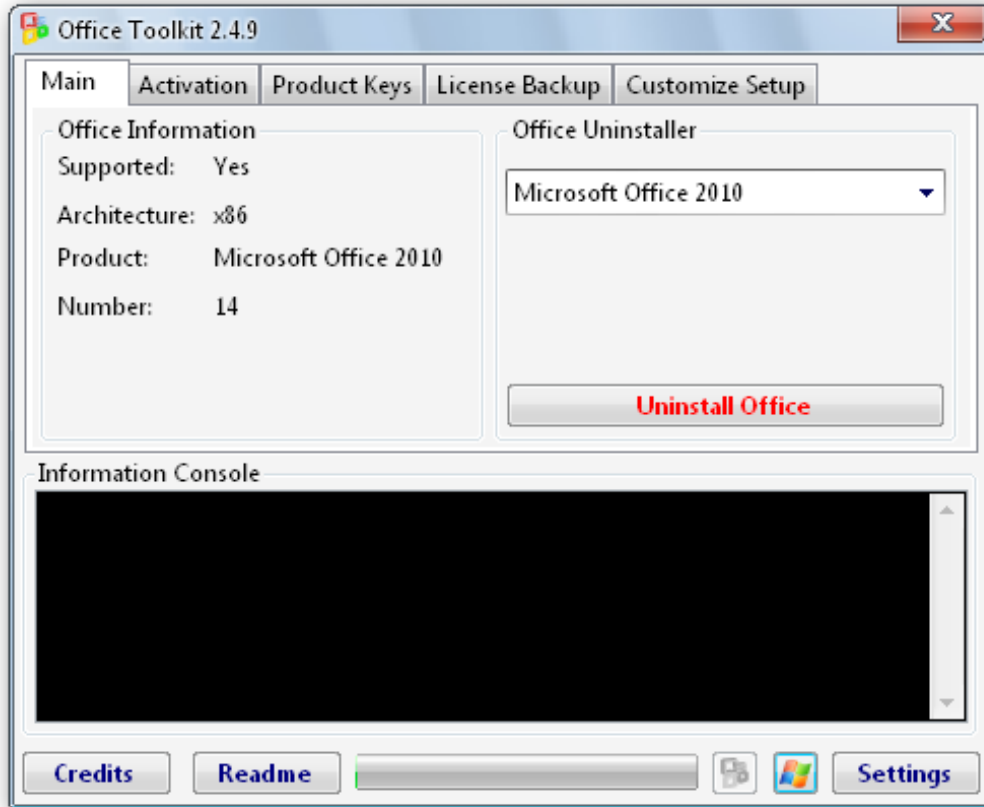 Office Toolkit 2.4.9
Main
Activation
Product Keys
License Backup
Customize Setup
Office Information
Supported: Yes
Architecture: x86
Product: Microsoft Office 2010
Number: 14
Office Uninstaller
Microsoft Office 2010
Uninstall Office
Information Console
Credits
Readme
Settings